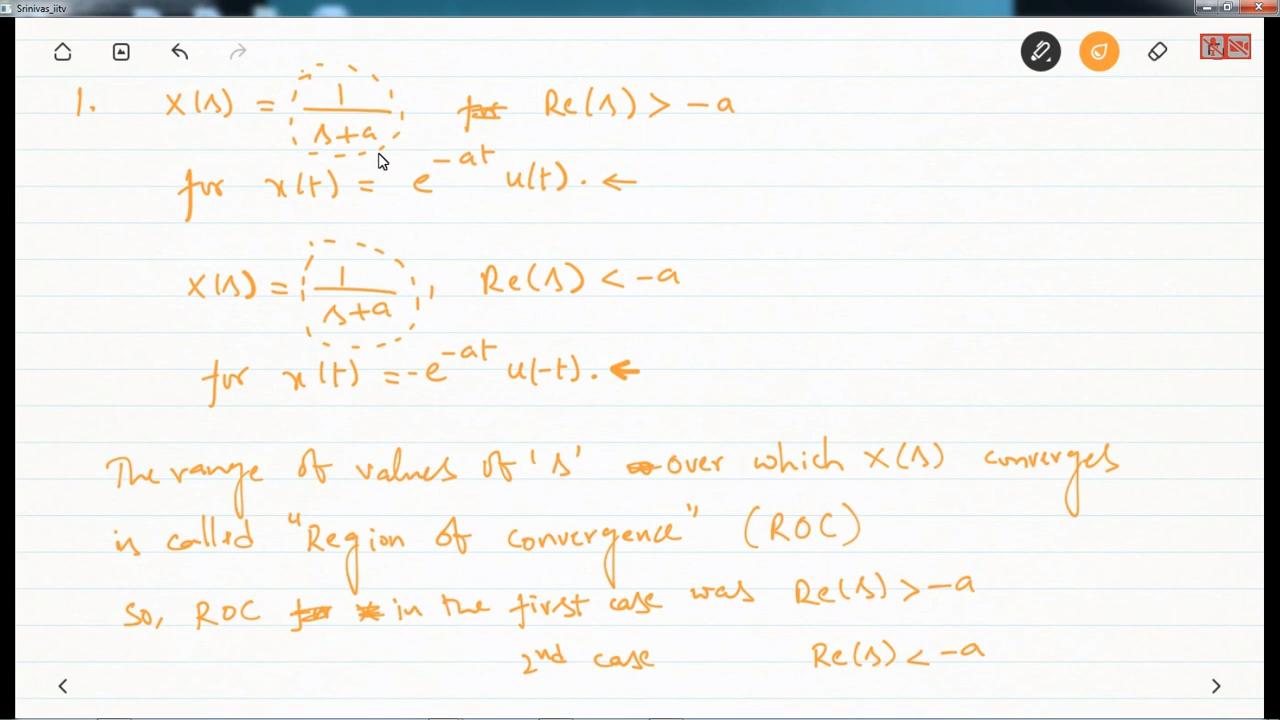 Srinivas_iitv
1. X(s) = 1/(s+a) Re(s) > -a
for x(t) = e^{-at} u(t). ←
X(s) = 1/(s+a), Re(s) < -a
for x(t) = -e^{-at} u(-t). ←
The range of values of 's' over which X(s) converges
is called "Region of convergence" (ROC)
So, ROC in the first case was Re(s) > -a
2nd case Re(s) < -a